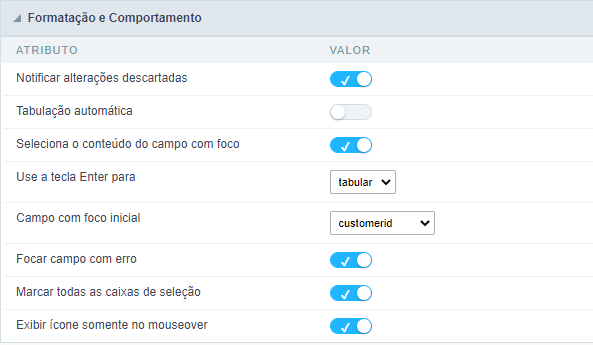 Formatação e Comportamento
ATRIBUTO VALOR
Notificar alterações descartadas
Tabulação automática
Seleciona o conteúdo do campo com foco
Use a tecla Enter para tabular
Campo com foco inicial customerid
Focar campo com erro
Marcar todas as caixas de seleção
Exibir ícone somente no mouseover